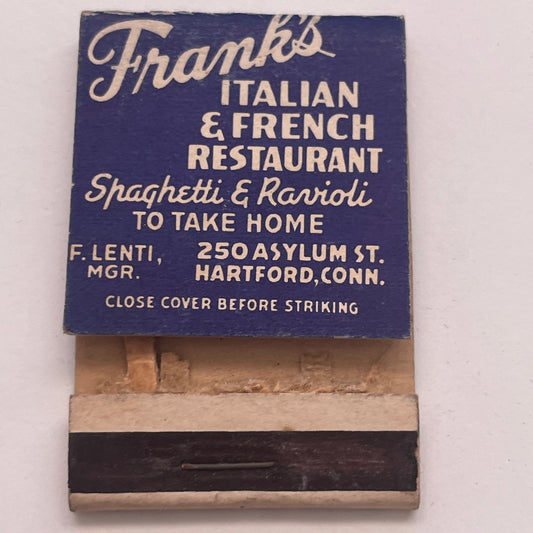 Frank's
ITALIAN
& FRENCH
RESTAURANT
Spaghetti & Ravioli
TO TAKE HOME
F. LENTI, 250 ASYLUM ST.
MGR. HARTFORD, CONN.
CLOSE COVER BEFORE STRIKING